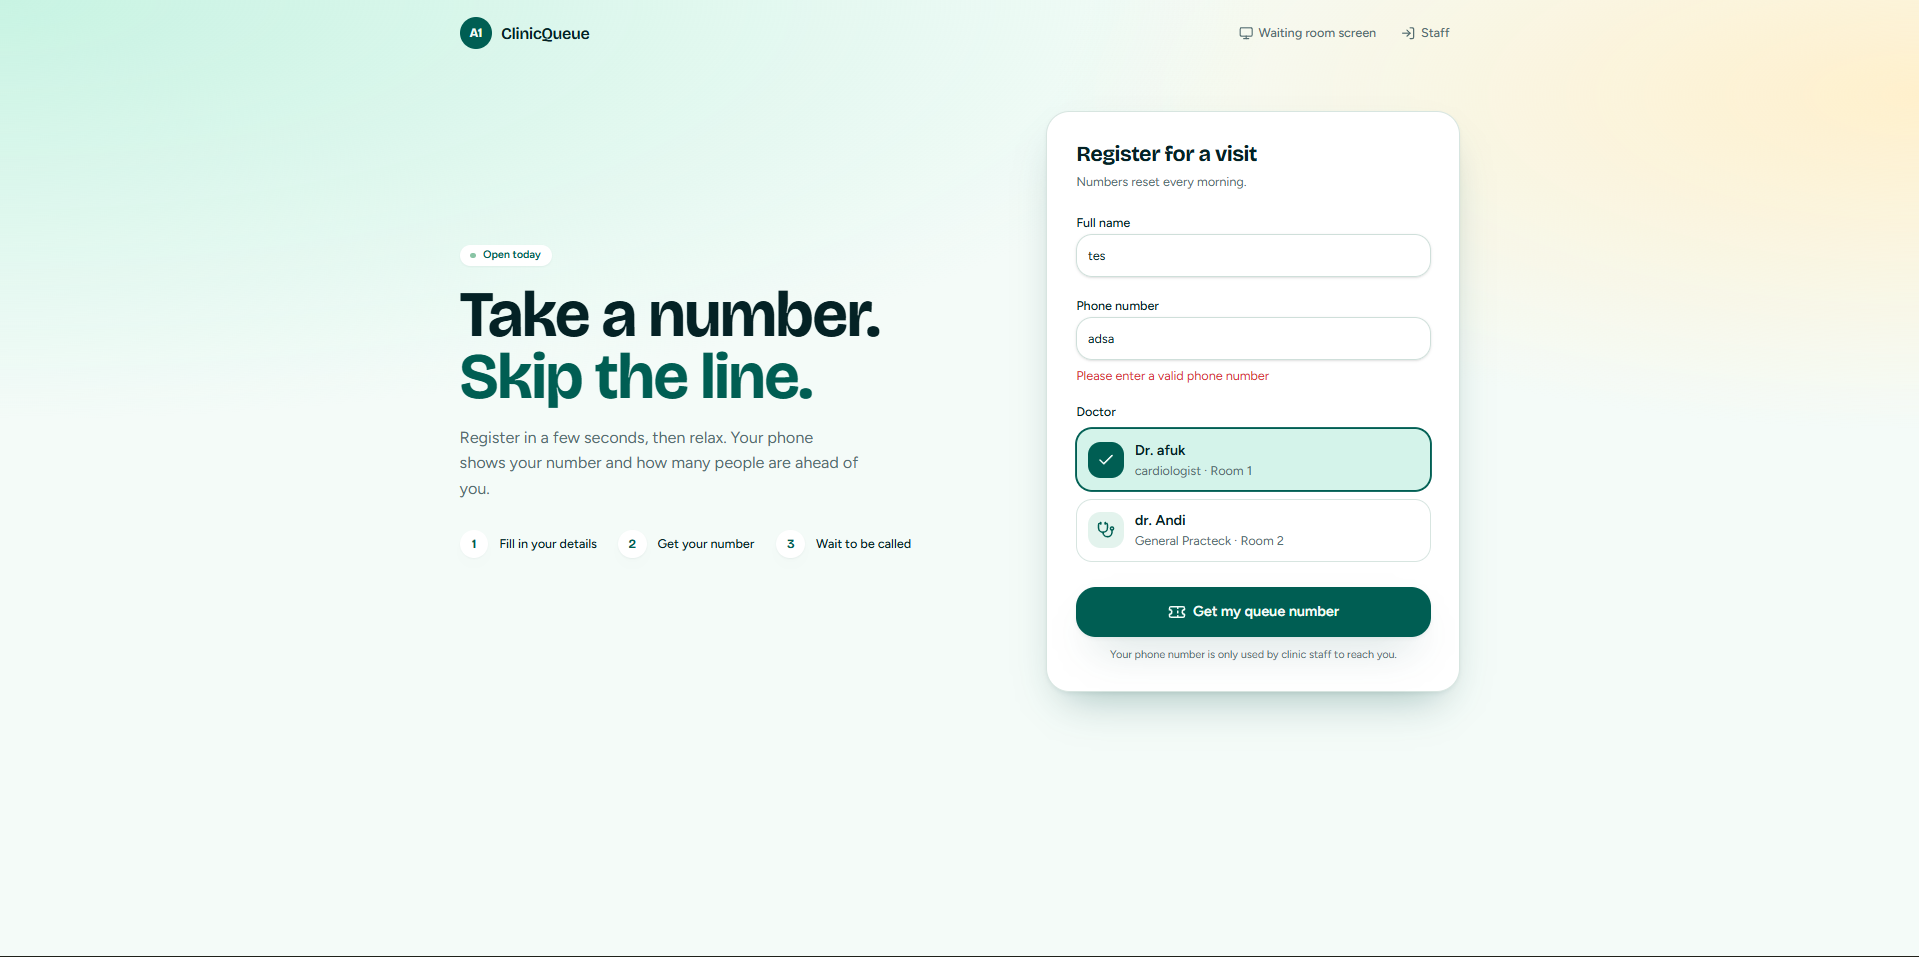 A1 ClinicQueue
Waiting room screen
Staff
Open today
Take a number.
Skip the line.
Register in a few seconds, then relax. Your phone
shows your number and how many people are ahead of
you.
1 Fill in your details
2 Get your number
3 Wait to be called
Register for a visit
Numbers reset every morning.
Full name
tes
Phone number
adsa
Please enter a valid phone number
Doctor
Dr. afuk
cardiologist · Room 1
dr. Andi
General Practeck · Room 2
Get my queue number
Your phone number is only used by clinic staff to reach you.